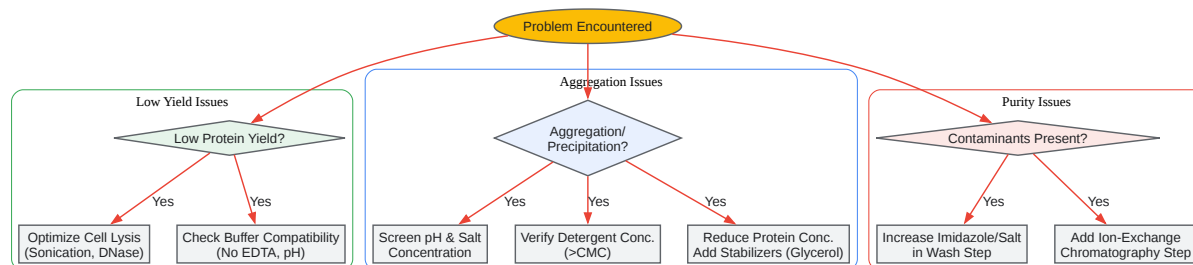 Problem Encountered
Low Yield Issues
Low Protein Yield?
Yes
Yes
Optimize Cell Lysis
(Sonication, DNase)
Check Buffer Compatibility
(No EDTA, pH)
Aggregation Issues
Aggregation/
Precipitation?
Yes
Yes
Yes
Screen pH & Salt
Concentration
Verify Detergent Conc.
(>CMC)
Reduce Protein Conc.
Add Stabilizers (Glycerol)
Purity Issues
Contaminants Present?
Yes
Yes
Increase Imidazole/Salt
in Wash Step
Add Ion-Exchange
Chromatography Step